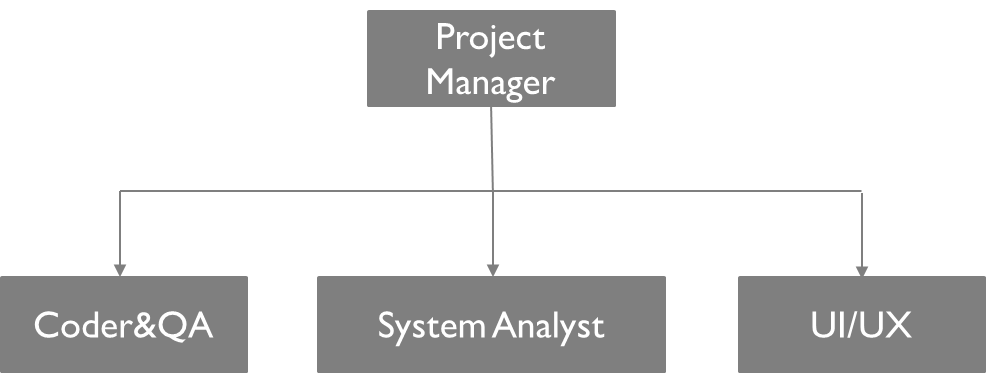 Project
Manager
Coder&QA
System Analyst
UI/UX